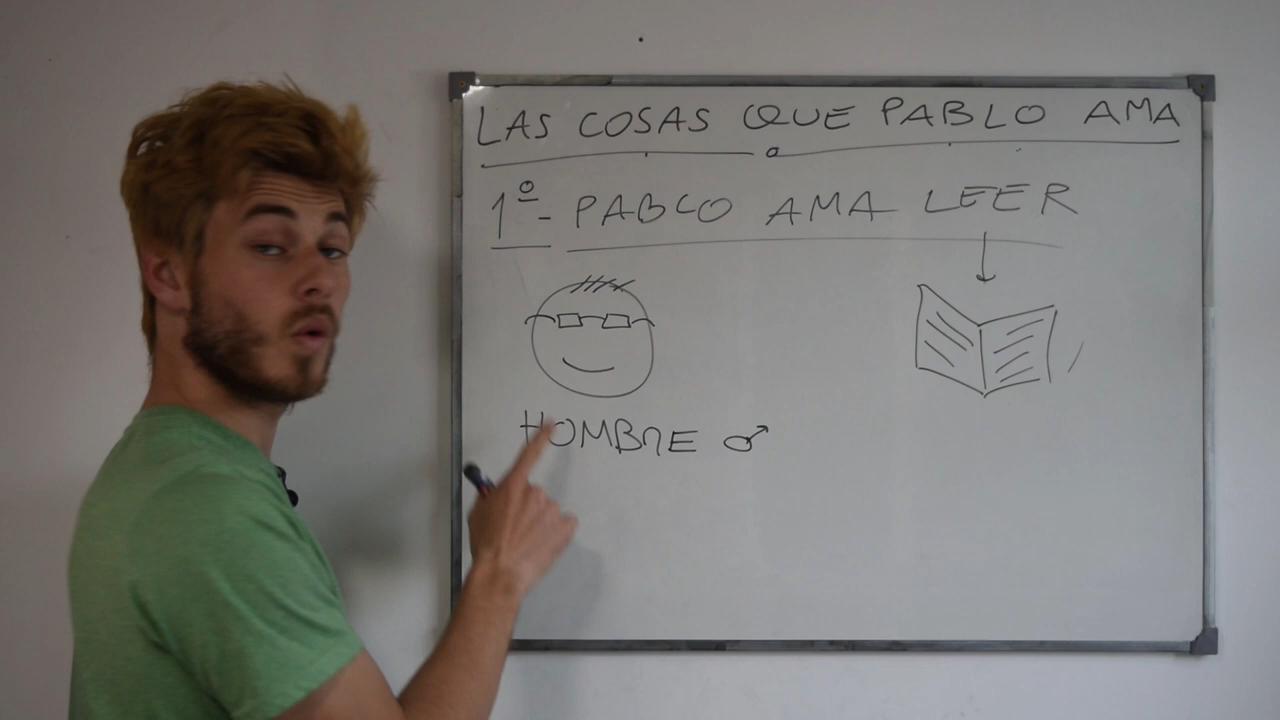 LAS COSAS QUE PABLO AMA
1º- PABLO AMA LEER
HOMBRE ♂